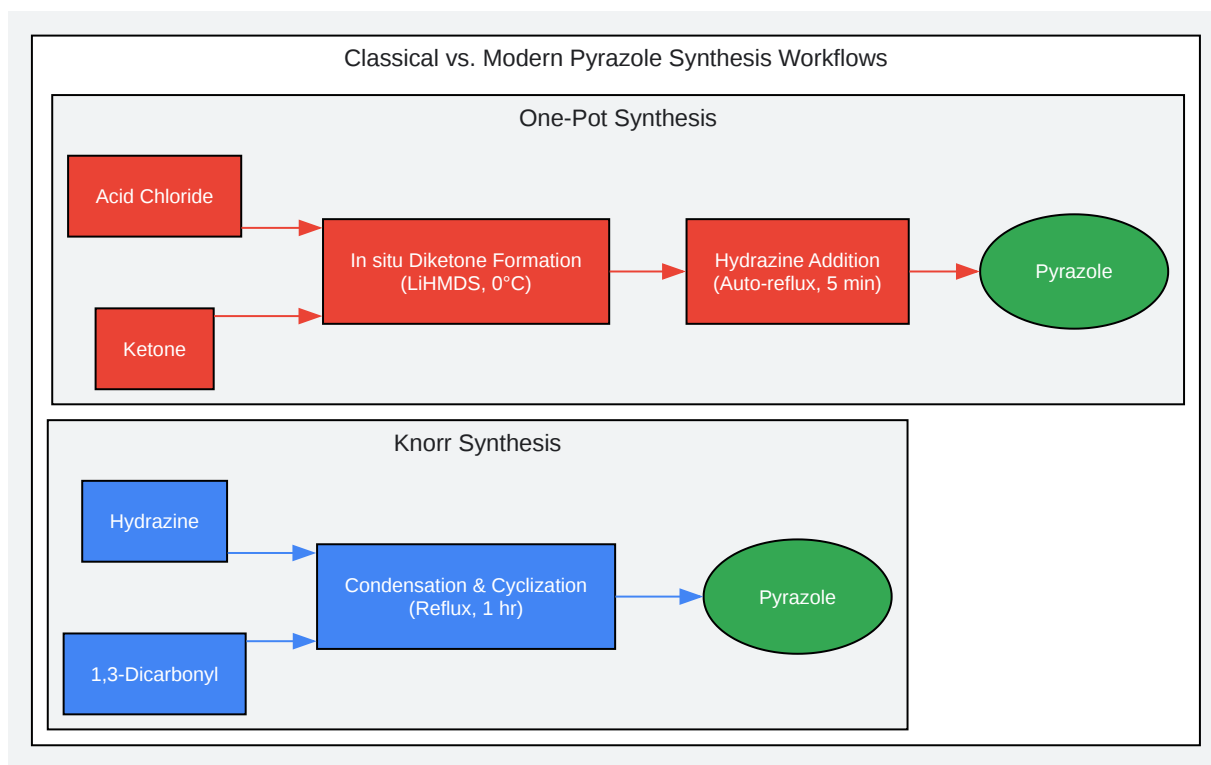 Classical vs. Modern Pyrazole Synthesis Workflows
One-Pot Synthesis
Acid Chloride
Ketone
In situ Diketone Formation
(LiHMDS, 0°C)
Hydrazine Addition
(Auto-reflux, 5 min)
Pyrazole
Knorr Synthesis
Hydrazine
1,3-Dicarbonyl
Condensation & Cyclization
(Reflux, 1 hr)
Pyrazole